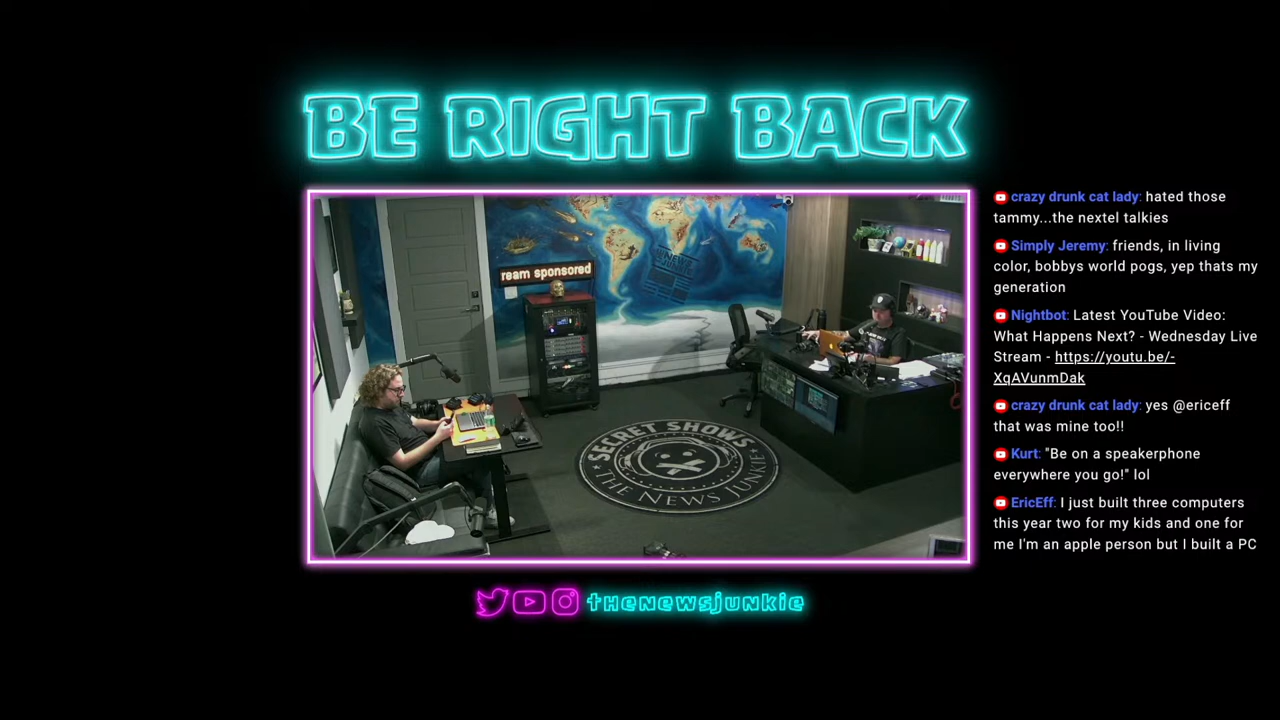 BE RIGHT BACK
crazy drunk cat lady: hated those
tammy...the nextel talkies
Simply Jeremy: friends, in living
color, bobbys world pogs, yep thats my
generation
Nightbot: Latest YouTube Video:
What Happens Next? - Wednesday Live
Stream - https://youtu.be/-
XqAVunmDak
crazy drunk cat lady: yes @ericeff
that was mine too!!
Kurt: "Be on a speakerphone
everywhere you go!" lol
EricEff: I just built three computers
this year two for my kids and one for
me I'm an apple person but I built a PC
ream sponsored
NEWS
JUNKIE
SECRET SHOWS
THE NEWS JUNKIE
thenewsjunkie